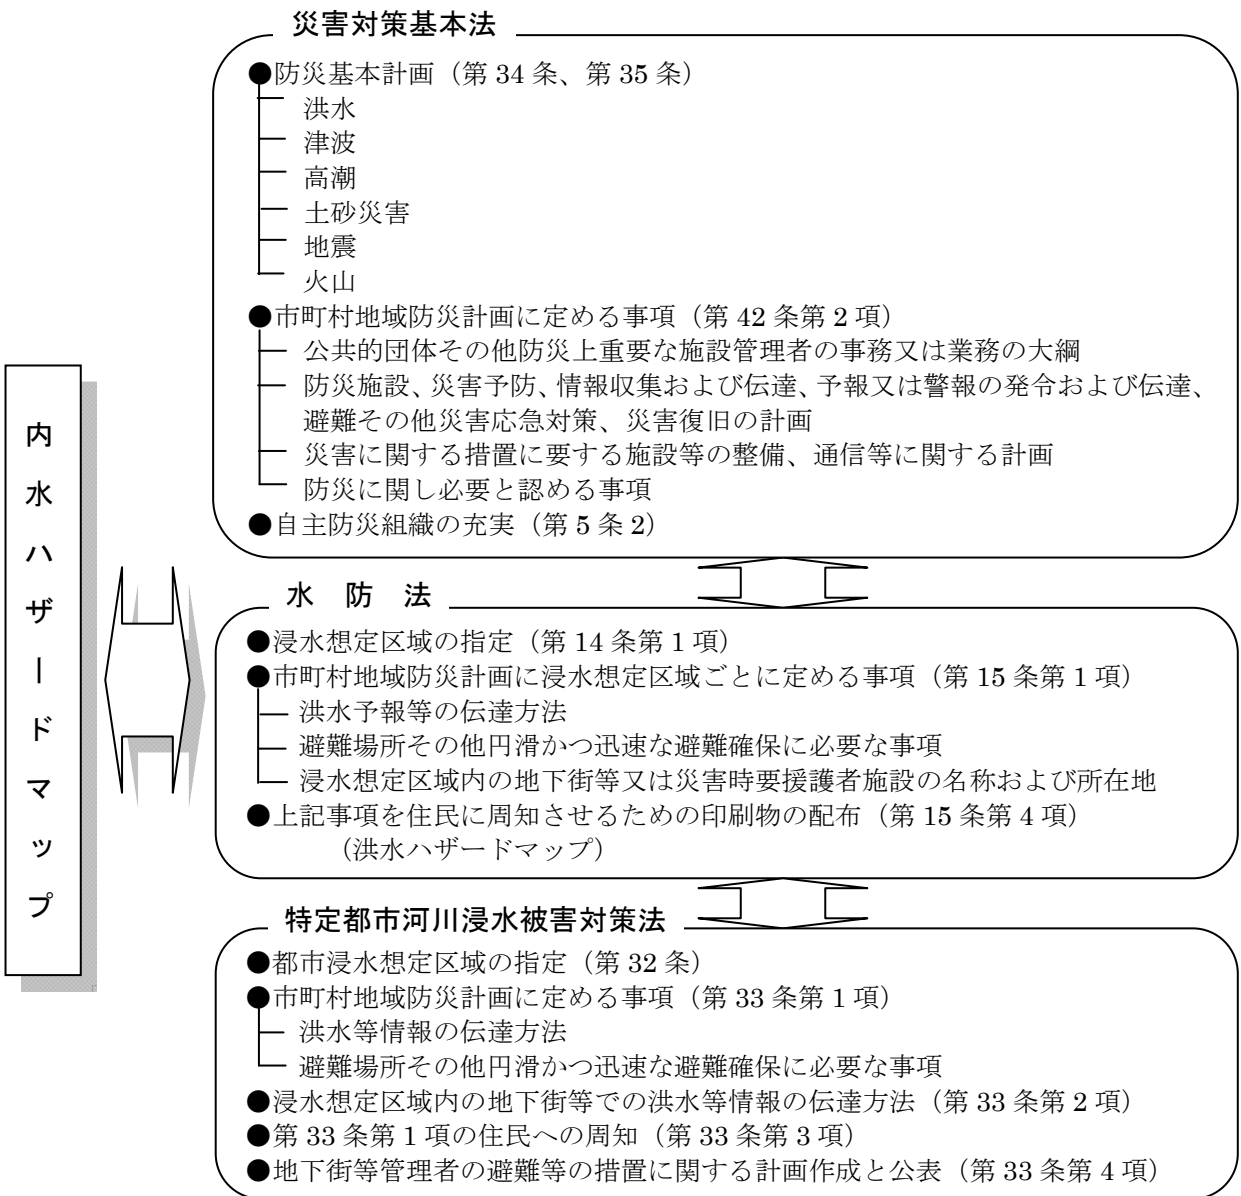 災害対策基本法
●防災基本計画（第 34 条、第 35 条）
洪水
津波
高潮
土砂災害
地震
火山
●市町村地域防災計画に定める事項（第 42 条第 2 項）
公共的団体その他防災上重要な施設管理者の事務又は業務の大綱
防災施設、災害予防、情報収集および伝達、予報又は警報の発令および伝達、
避難その他災害応急対策、災害復旧の計画
災害に関する措置に要する施設等の整備、通信等に関する計画
防災に関し必要と認める事項
●自主防災組織の充実（第 5 条 2）
内水ハザードマップ
水 防 法
●浸水想定区域の指定（第 14 条第 1 項）
●市町村地域防災計画に浸水想定区域ごとに定める事項（第 15 条第 1 項）
洪水予報等の伝達方法
避難場所その他円滑かつ迅速な避難確保に必要な事項
浸水想定区域内の地下街等又は災害時要援護者施設の名称および所在地
●上記事項を住民に周知させるための印刷物の配布（第 15 条第 4 項）
（洪水ハザードマップ）
特定都市河川浸水被害対策法
●都市浸水想定区域の指定（第 32 条）
●市町村地域防災計画に定める事項（第 33 条第 1 項）
洪水等情報の伝達方法
避難場所その他円滑かつ迅速な避難確保に必要な事項
●浸水想定区域内の地下街等での洪水等情報の伝達方法（第 33 条第 2 項）
●第 33 条第 1 項の住民への周知（第 33 条第 3 項）
●地下街等管理者の避難等の措置に関する計画作成と公表（第 33 条第 4 項）